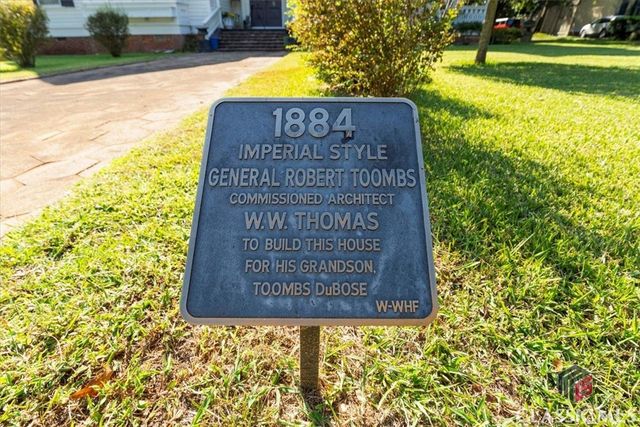 1884
IMPERIAL STYLE
GENERAL ROBERT TOOMBS
COMMISSIONED ARCHITECT
W.W. THOMAS
TO BUILD THIS HOUSE
FOR HIS GRANDSON,
TOOMBS DuBOSE
W-WHF
CLASSICMLS